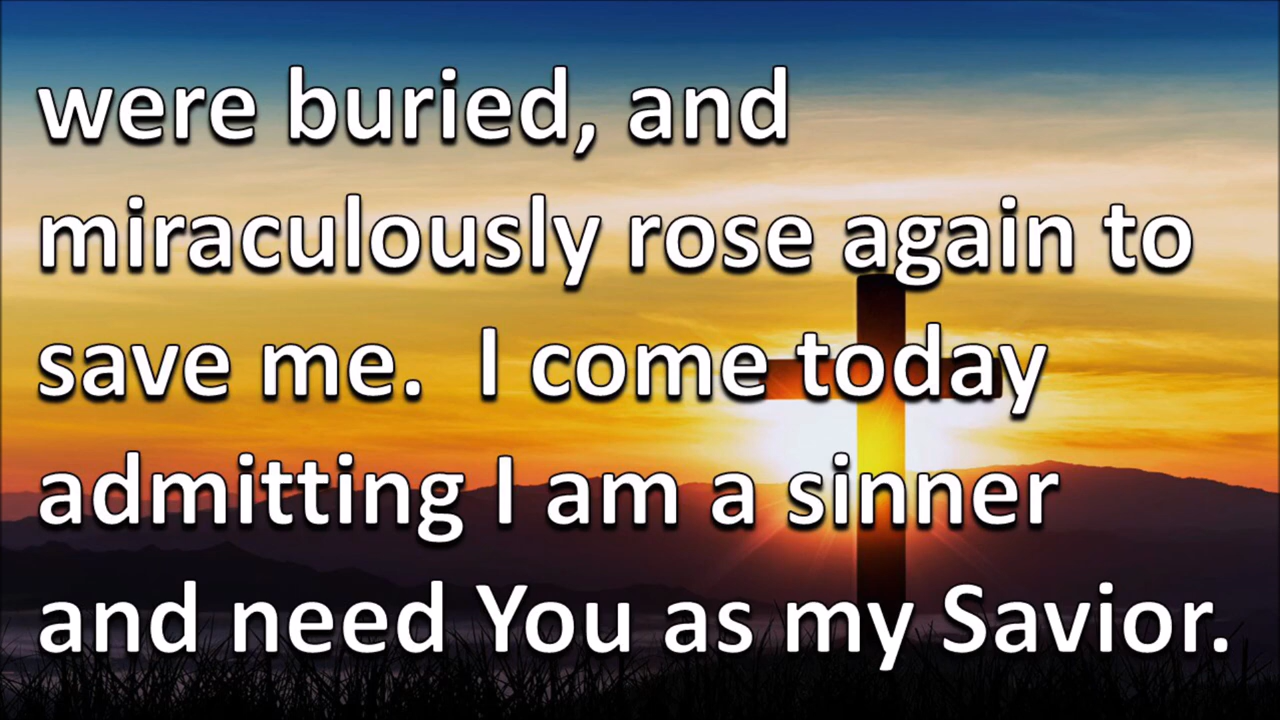 were buried, and
miraculously rose again to
save me.  I come today
admitting I am a sinner
and need You as my Savior.